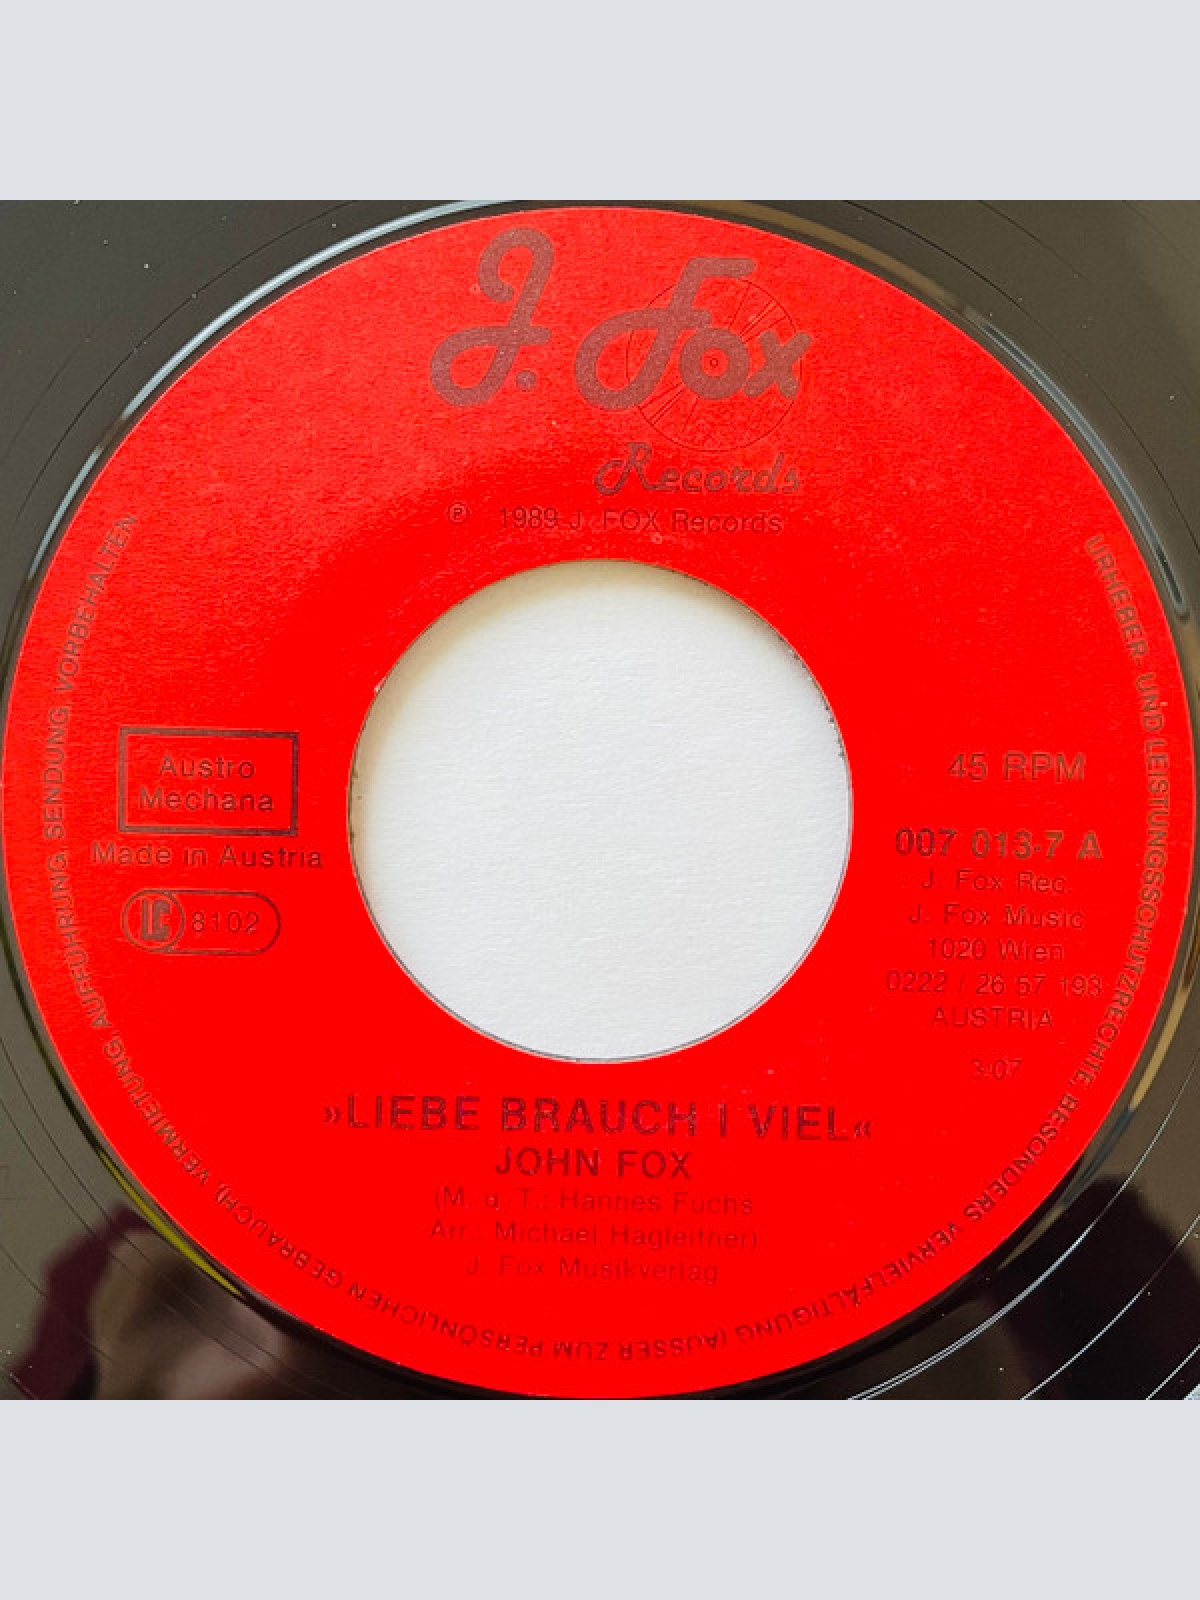 J. Fox
Records
℗ 1989 J. FOX Records
Austro
Mechana
Made in Austria
LC 8102
45 RPM
007 013-7 A
J. Fox Rec.
J. Fox Music
1020 Wien
0222 / 26 57 193
AUSTRIA
3:07
»LIEBE BRAUCH I VIEL«
JOHN FOX
(M. u. T.: Hannes Fuchs
Arr.: Michael Hagleitner)
J. Fox Musikverlag
URHEBER- UND LEISTUNGSSCHUTZRECHTE, BESONDERS VERVIELFÄLTIGUNG (AUSSER ZUM PERSÖNLICHEN GEBRAUCH), VERMIETUNG, AUFFÜHRUNG, SENDUNG VORBEHALTEN